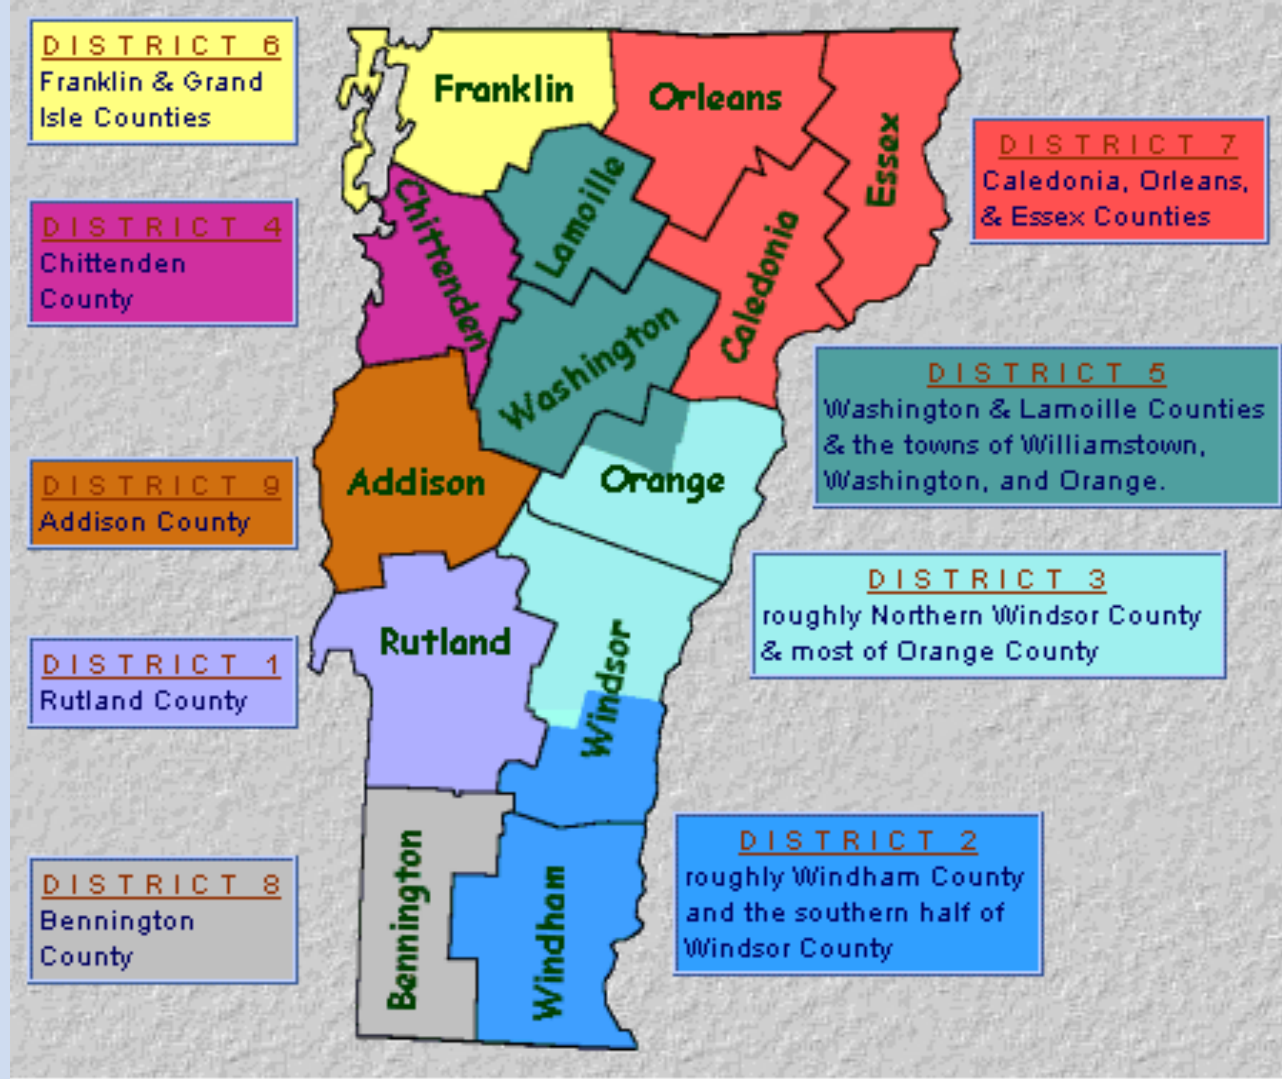 DISTRICT 6
Franklin & Grand
Isle Counties
DISTRICT 4
Chittenden
County
DISTRICT 9
Addison County
DISTRICT 1
Rutland County
DISTRICT 8
Bennington
County
Franklin
Orleans
Essex
Lamoille
Chittenden
Caledonia
Washington
Addison
Orange
Rutland
Windsor
Bennington
Windham
DISTRICT 7
Caledonia, Orleans,
& Essex Counties
DISTRICT 5
Washington & Lamoille Counties
& the towns of Williamstown,
Washington, and Orange.
DISTRICT 3
roughly Northern Windsor County
& most of Orange County
DISTRICT 2
roughly Windham County
and the southern half of
Windsor County